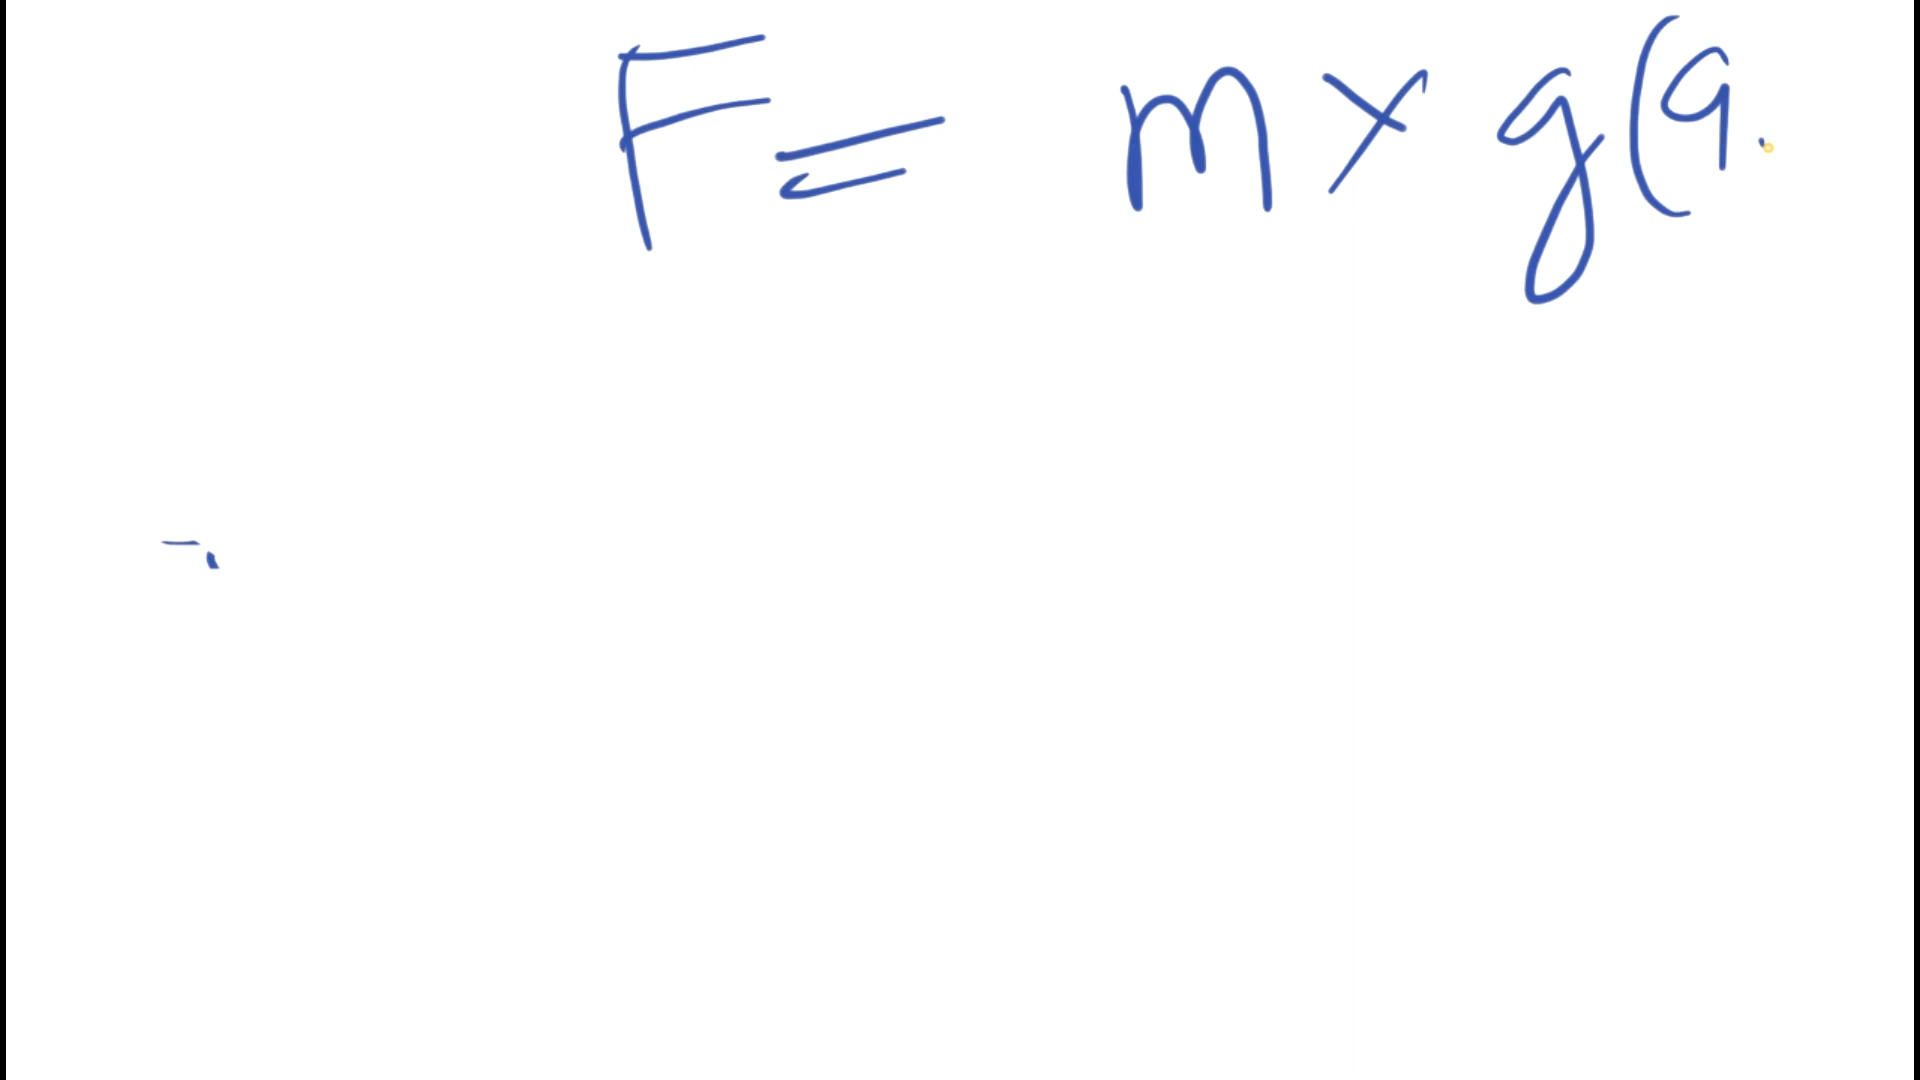 F = m × g (9.